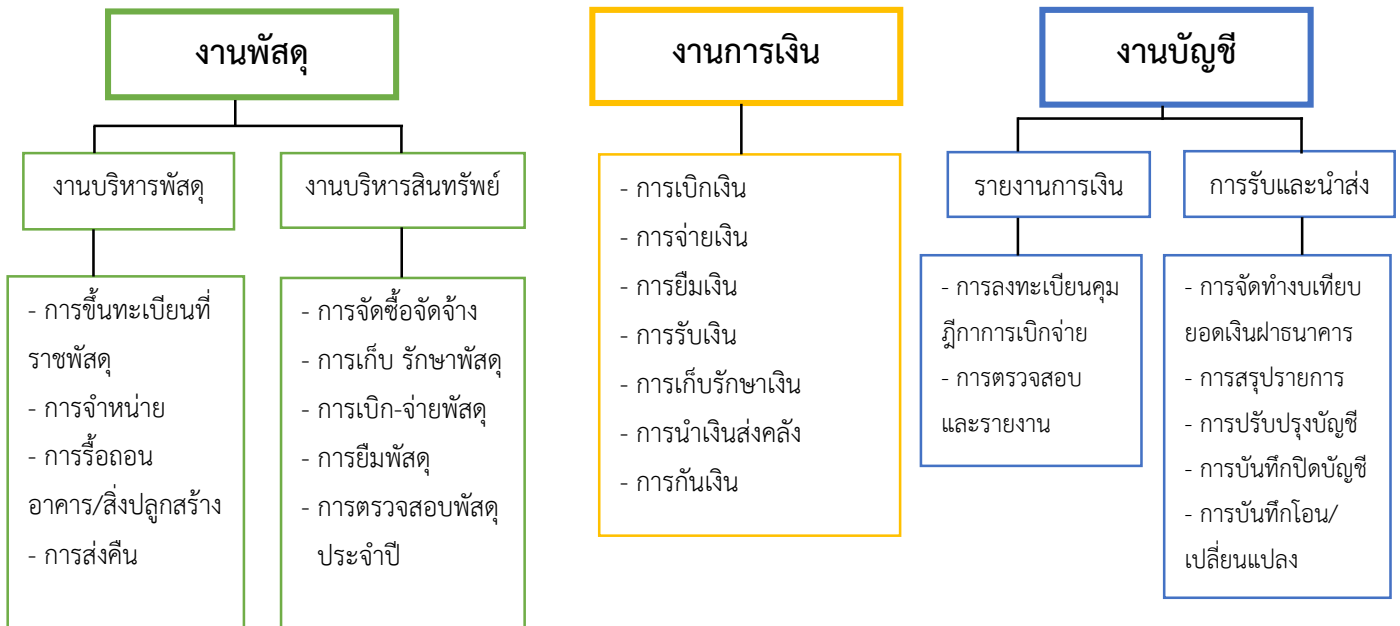 งานพัสดุ
งานบริหารพัสดุ
- การขึ้นทะเบียนที่
ราชพัสดุ
- การจำหน่าย
- การรื้อถอน
อาคาร/สิ่งปลูกสร้าง
- การส่งคืน
งานบริหารสินทรัพย์
- การจัดซื้อจัดจ้าง
- การเก็บ รักษาพัสดุ
- การเบิก-จ่ายพัสดุ
- การยืมพัสดุ
- การตรวจสอบพัสดุ
ประจำปี
งานการเงิน
- การเบิกเงิน
- การจ่ายเงิน
- การยืมเงิน
- การรับเงิน
- การเก็บรักษาเงิน
- การนำเงินส่งคลัง
- การกันเงิน
งานบัญชี
รายงานการเงิน
- การลงทะเบียนคุม
ฎีกาการเบิกจ่าย
- การตรวจสอบ
และรายงาน
การรับและนำส่ง
- การจัดทำงบเทียบ
ยอดเงินฝาธนาคาร
- การสรุปรายการ
- การปรับปรุงบัญชี
- การบันทึกปิดบัญชี
- การบันทึกโอน/
เปลี่ยนแปลง